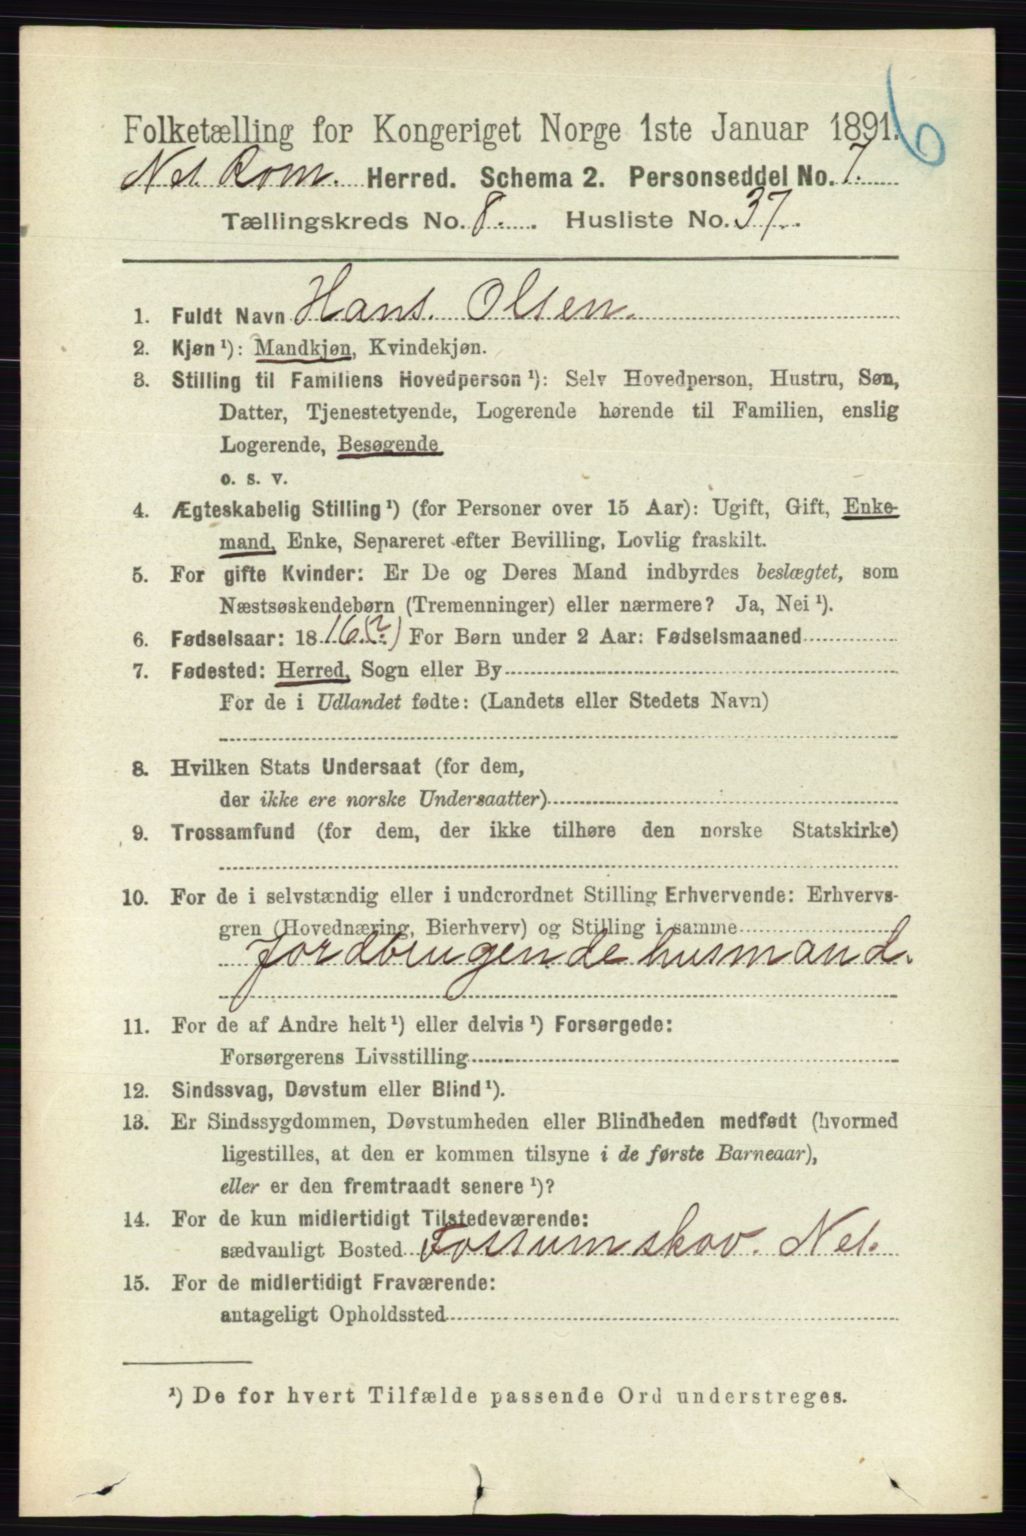 6
Folketælling for Kongeriget Norge 1ste Januar 1891.
Nes Rom. Herred. Schema 2. Personseddel No. 7.
Tællingskreds No. 8. Husliste No. 37.
1. Fuldt Navn Hans. Olsen.
2. Kjøn ¹): Mandkjøn, Kvindekjøn.
3. Stilling til Familiens Hovedperson ¹): Selv Hovedperson, Hustru, Søn,
Datter, Tjenestetyende, Logerende hørende til Familien, enslig
Logerende, Besøgende
o. s. v.
4. Ægteskabelig Stilling ¹) (for Personer over 15 Aar): Ugift, Gift, Enke-
mand, Enke, Separeret efter Bevilling, Lovlig fraskilt.
5. For gifte Kvinder: Er De og Deres Mand indbyrdes beslægtet, som
Næstsøskendebørn (Tremenninger) eller nærmere? Ja, Nei ¹).
6. Fødselsaar: 18 16 (?) For Børn under 2 Aar: Fødselsmaaned
7. Fødested: Herred, Sogn eller By
For de i Udlandet fødte: (Landets eller Stedets Navn)
8. Hvilken Stats Undersaat (for dem,
der ikke ere norske Undersaatter)
9. Trossamfund (for dem, der ikke tilhøre den norske Statskirke)
10. For de i selvstændig eller i underordnet Stilling Erhvervende: Erhvervs-
gren (Hovednæring, Bierhverv) og Stilling i samme
Jordbrugende husmand.
11. For de af Andre helt ¹) eller delvis ¹) Forsørgede:
Forsørgerens Livsstilling
12. Sindssvag, Døvstum eller Blind ¹).
13. Er Sindssygdommen, Døvstumheden eller Blindheden medfødt (hvormed
ligestilles, at den er kommen tilsyne i de første Barneaar),
eller er den fremtraadt senere ¹)?
14. For de kun midlertidigt Tilstedeværende:
sædvanligt Bosted Fossumskov. Nes.
15. For de midlertidigt Fraværende:
antageligt Opholdssted
¹) De for hvert Tilfælde passende Ord understreges.